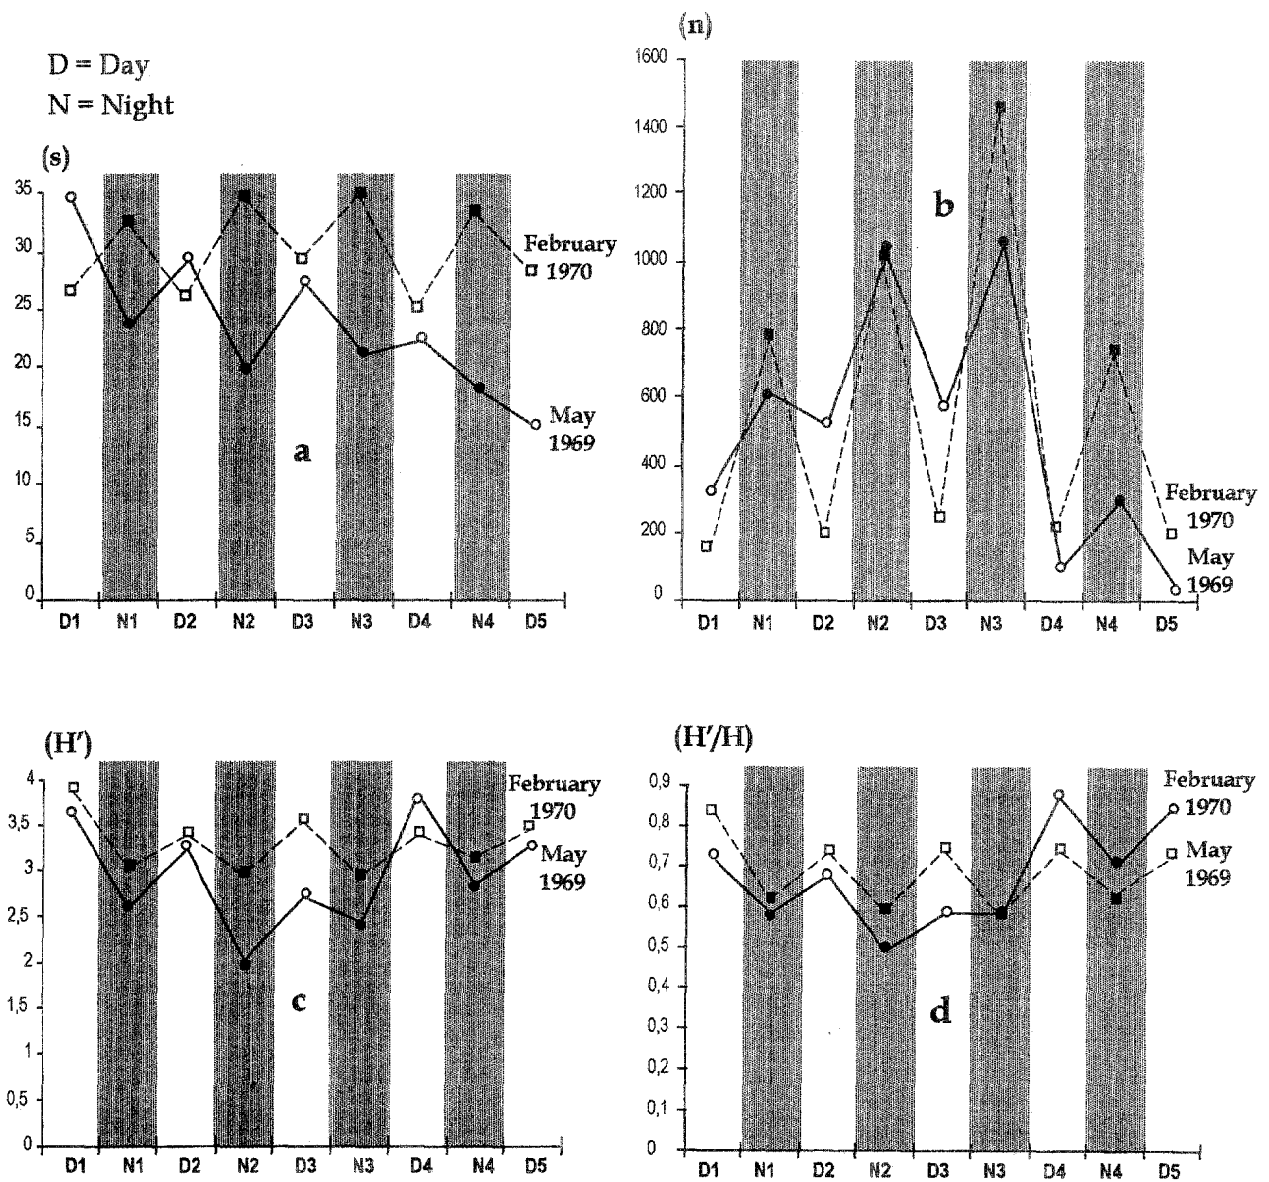 D = Day
N = Night
(s)
35
30
25
20
15
10
5
0
D1 N1 D2 N2 D3 N3 D4 N4 D5
February
1970
May
1969
a
(n)
1600
1400
1200
1000
800
600
400
200
0
D1 N1 D2 N2 D3 N3 D4 N4 D5
b
February
1970
May
1969
(H')
4
3,5
3
2,5
2
1,5
1
0,5
0
D1 N1 D2 N2 D3 N3 D4 N4 D5
February
1970
May
1969
c
(H'/H)
0,9
0,8
0,7
0,6
0,5
0,4
0,3
0,2
0,1
0
D1 N1 D2 N2 D3 N3 D4 N4 D5
February
1970
May
1969
d